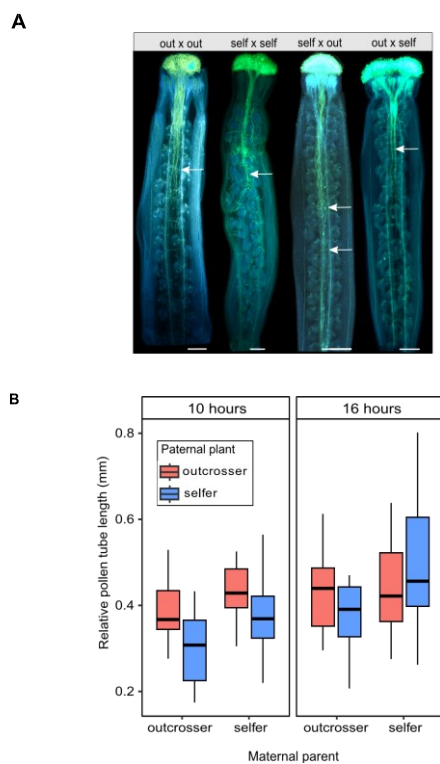 A
out x out self x self self x out out x self
B
10 hours 16 hours
Paternal plant
outcrosser
selfer
Relative pollen tube length (mm)
0.8
0.6
0.4
0.2
outcrosser selfer outcrosser selfer
Maternal parent